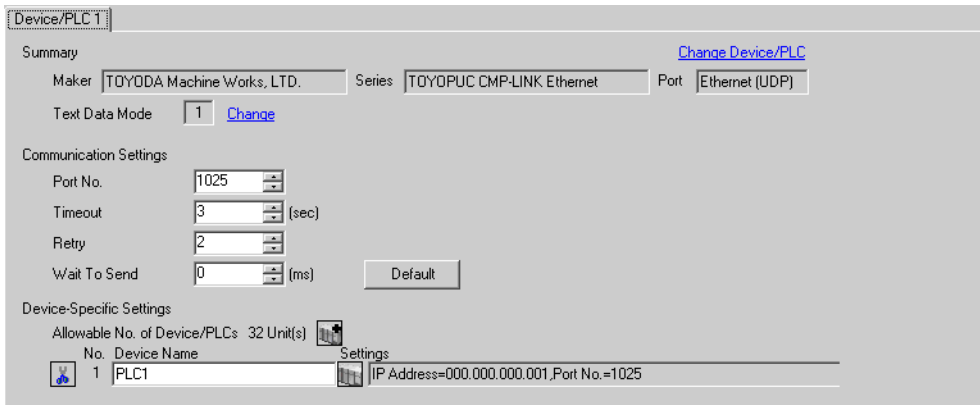 Device/PLC 1
Summary Change Device/PLC
Maker TOYODA Machine Works, LTD. Series TOYOPUC CMP-LINK Ethernet Port Ethernet (UDP)
Text Data Mode 1 Change
Communication Settings
Port No. 1025
Timeout 3 (sec)
Retry 2
Wait To Send 0 (ms) Default
Device-Specific Settings
Allowable No. of Device/PLCs 32 Unit(s)
No. Device Name Settings
1 PLC1 IP Address=000.000.000.001,Port No.=1025